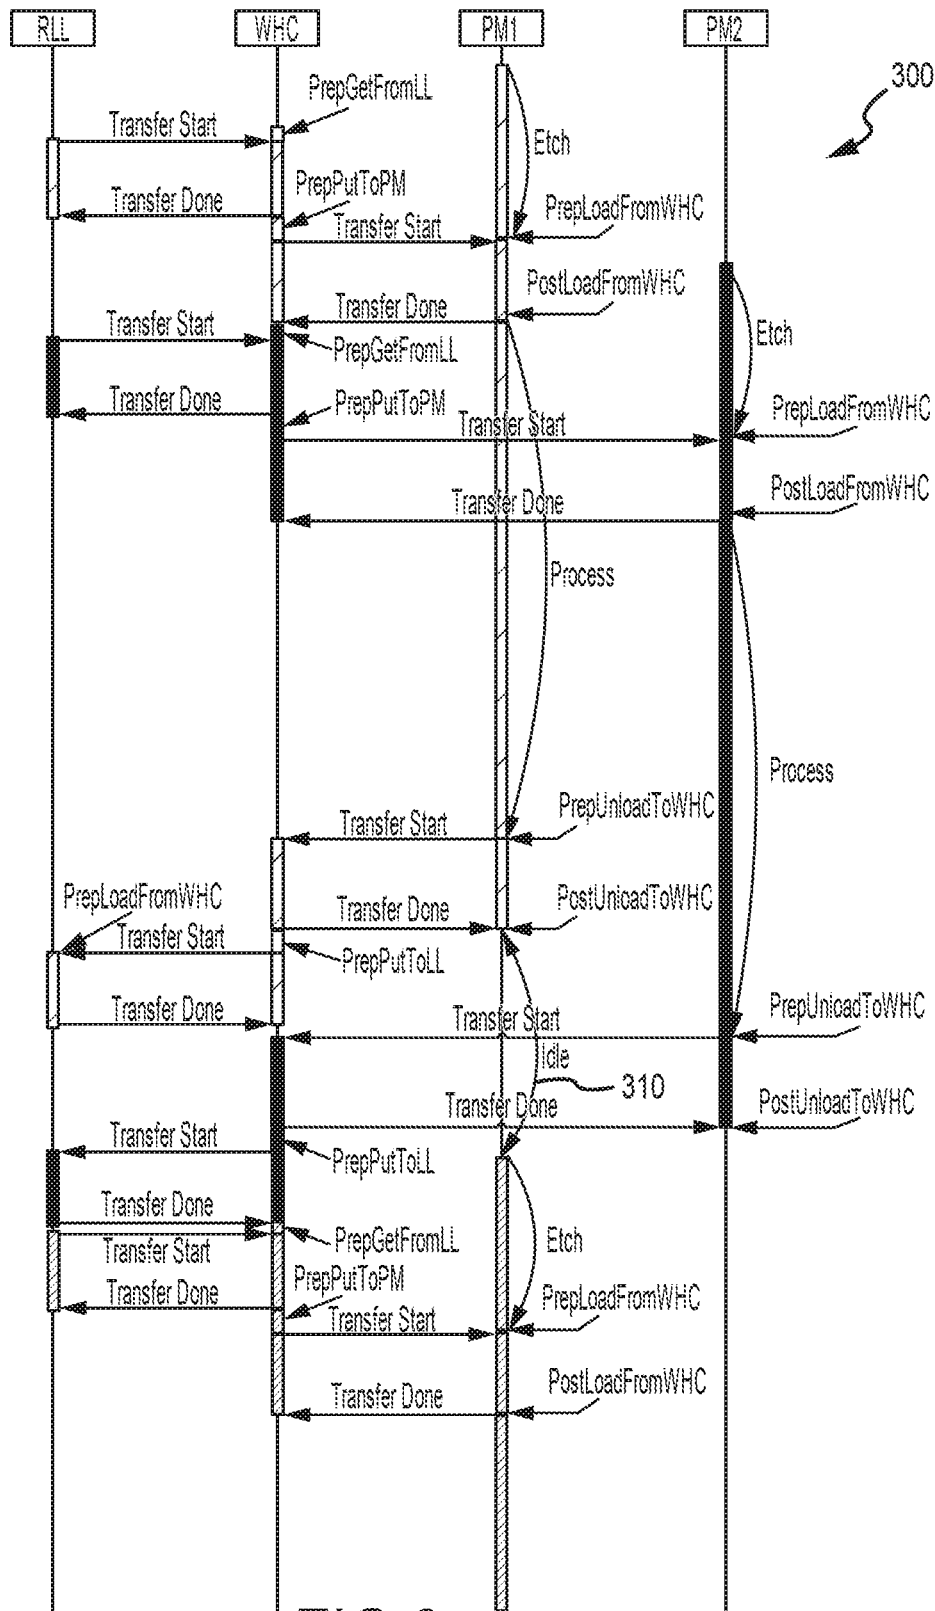 RLL WHC PM1 PM2
300
PrepGetFromLL
Transfer Start
Etch
PrepPutToPM
Transfer Done
PrepLoadFromWHC
Transfer Start
PostLoadFromWHC
Transfer Done
Transfer Start
Etch
PrepGetFromLL
Transfer Done
PrepPutToPM
PrepLoadFromWHC
Transfer Start
PostLoadFromWHC
Transfer Done
Process
Process
PrepUnloadToWHC
Transfer Start
PrepLoadFromWHC
PostUnloadToWHC
Transfer Done
Transfer Start
PrepPutToLL
Transfer Done
PrepUnloadToWHC
Transfer Start
Idle
310
Transfer Done
PostUnloadToWHC
Transfer Start
PrepPutToLL
Transfer Done
PrepGetFromLL
Etch
Transfer Start
PrepPutToPM
Transfer Done
PrepLoadFromWHC
Transfer Start
PostLoadFromWHC
Transfer Done